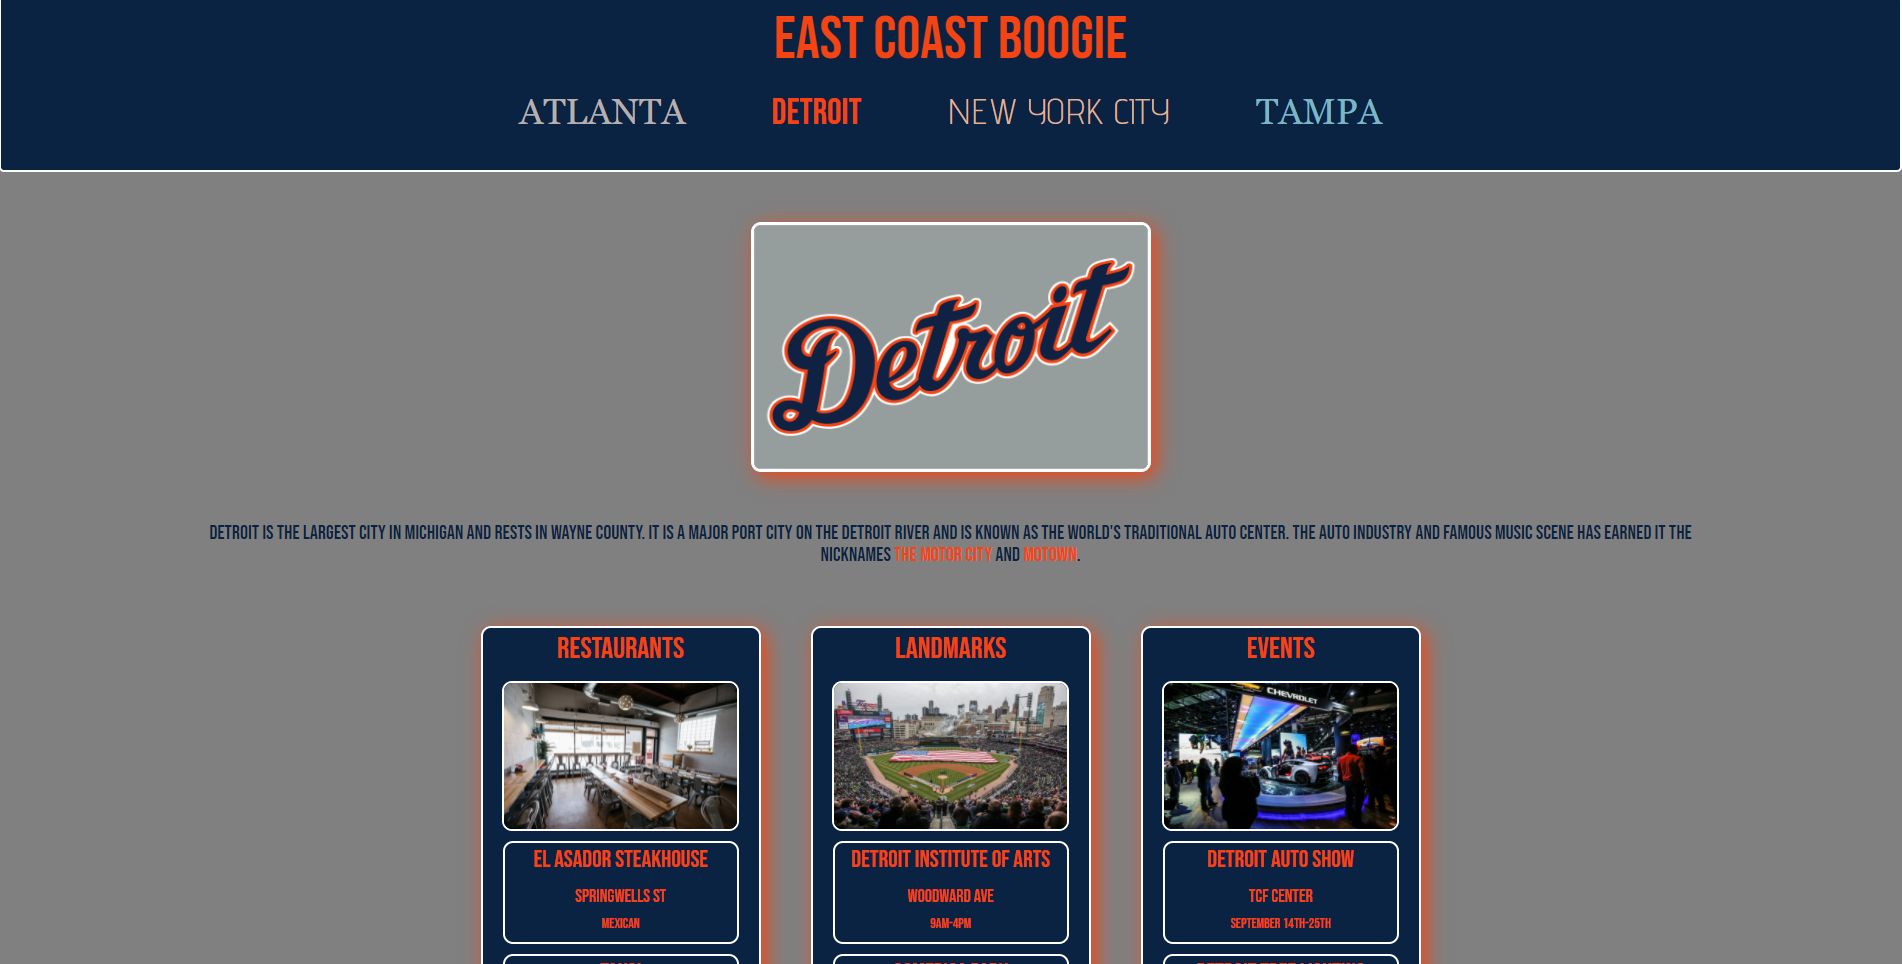 EAST COAST BOOGIE
ATLANTA DETROIT NEW YORK CITY TAMPA
Detroit
DETROIT IS THE LARGEST CITY IN MICHIGAN AND RESTS IN WAYNE COUNTY. IT IS A MAJOR PORT CITY ON THE DETROIT RIVER AND IS KNOWN AS THE WORLD'S TRADITIONAL AUTO CENTER. THE AUTO INDUSTRY AND FAMOUS MUSIC SCENE HAS EARNED IT THE
NICKNAMES THE MOTOR CITY AND MOTOWN.
RESTAURANTS
EL ASADOR STEAKHOUSE
SPRINGWELLS ST
MEXICAN
LANDMARKS
DETROIT INSTITUTE OF ARTS
WOODWARD AVE
9AM-4PM
EVENTS
CHEVROLET
DETROIT AUTO SHOW
TCF CENTER
SEPTEMBER 14TH-25TH